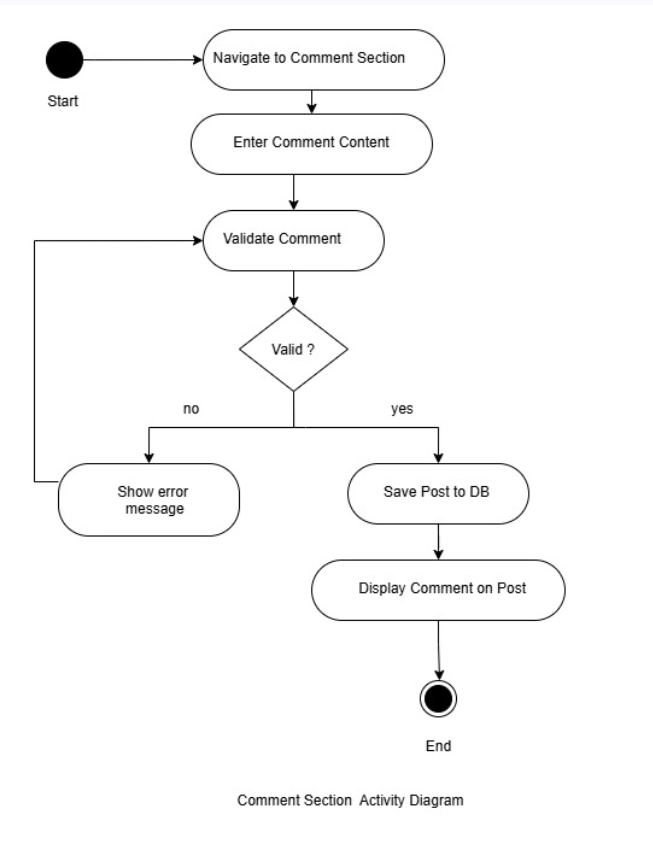 Navigate to Comment Section
Start
Enter Comment Content
Validate Comment
Valid ?
no
yes
Show error
message
Save Post to DB
Display Comment on Post
End
Comment Section Activity Diagram